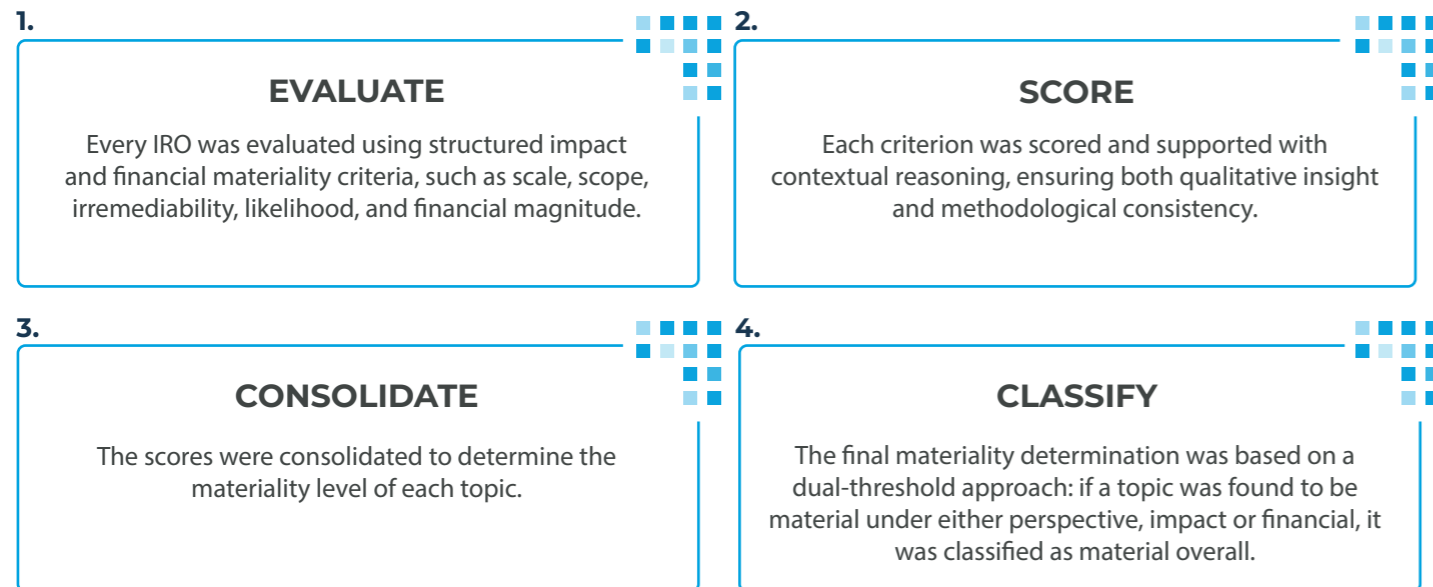 1.
EVALUATE
Every IRO was evaluated using structured impact
and financial materiality criteria, such as scale, scope,
irremediability, likelihood, and financial magnitude.
2.
SCORE
Each criterion was scored and supported with
contextual reasoning, ensuring both qualitative insight
and methodological consistency.
3.
CONSOLIDATE
The scores were consolidated to determine the
materiality level of each topic.
4.
CLASSIFY
The final materiality determination was based on a
dual-threshold approach: if a topic was found to be
material under either perspective, impact or financial, it
was classified as material overall.